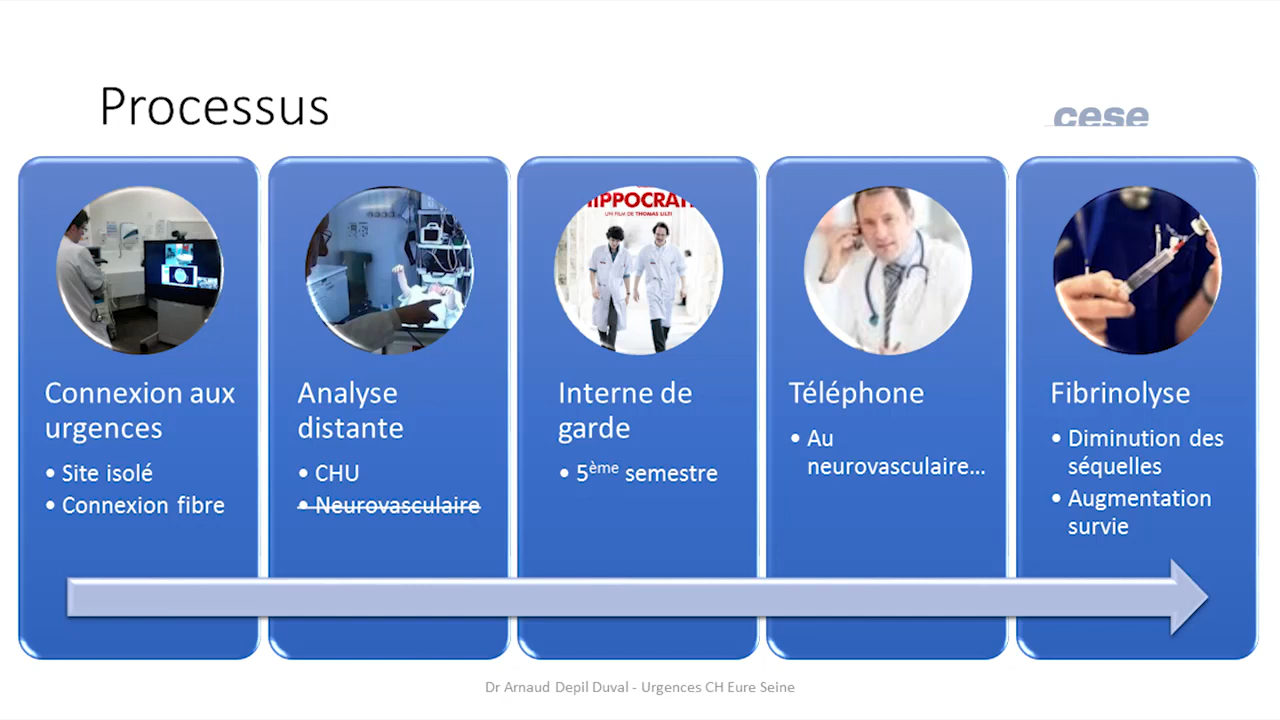 Processus
cese
HIPPOCRAT
UN FILM DE THOMAS LILTI
Connexion aux
urgences
• Site isolé
• Connexion fibre
Analyse
distante
• CHU
• Neurovasculaire
Interne de
garde
• 5ème semestre
Téléphone
• Au
neurovasculaire…
Fibrinolyse
• Diminution des
séquelles
• Augmentation
survie
Dr Arnaud Depil Duval - Urgences CH Eure Seine